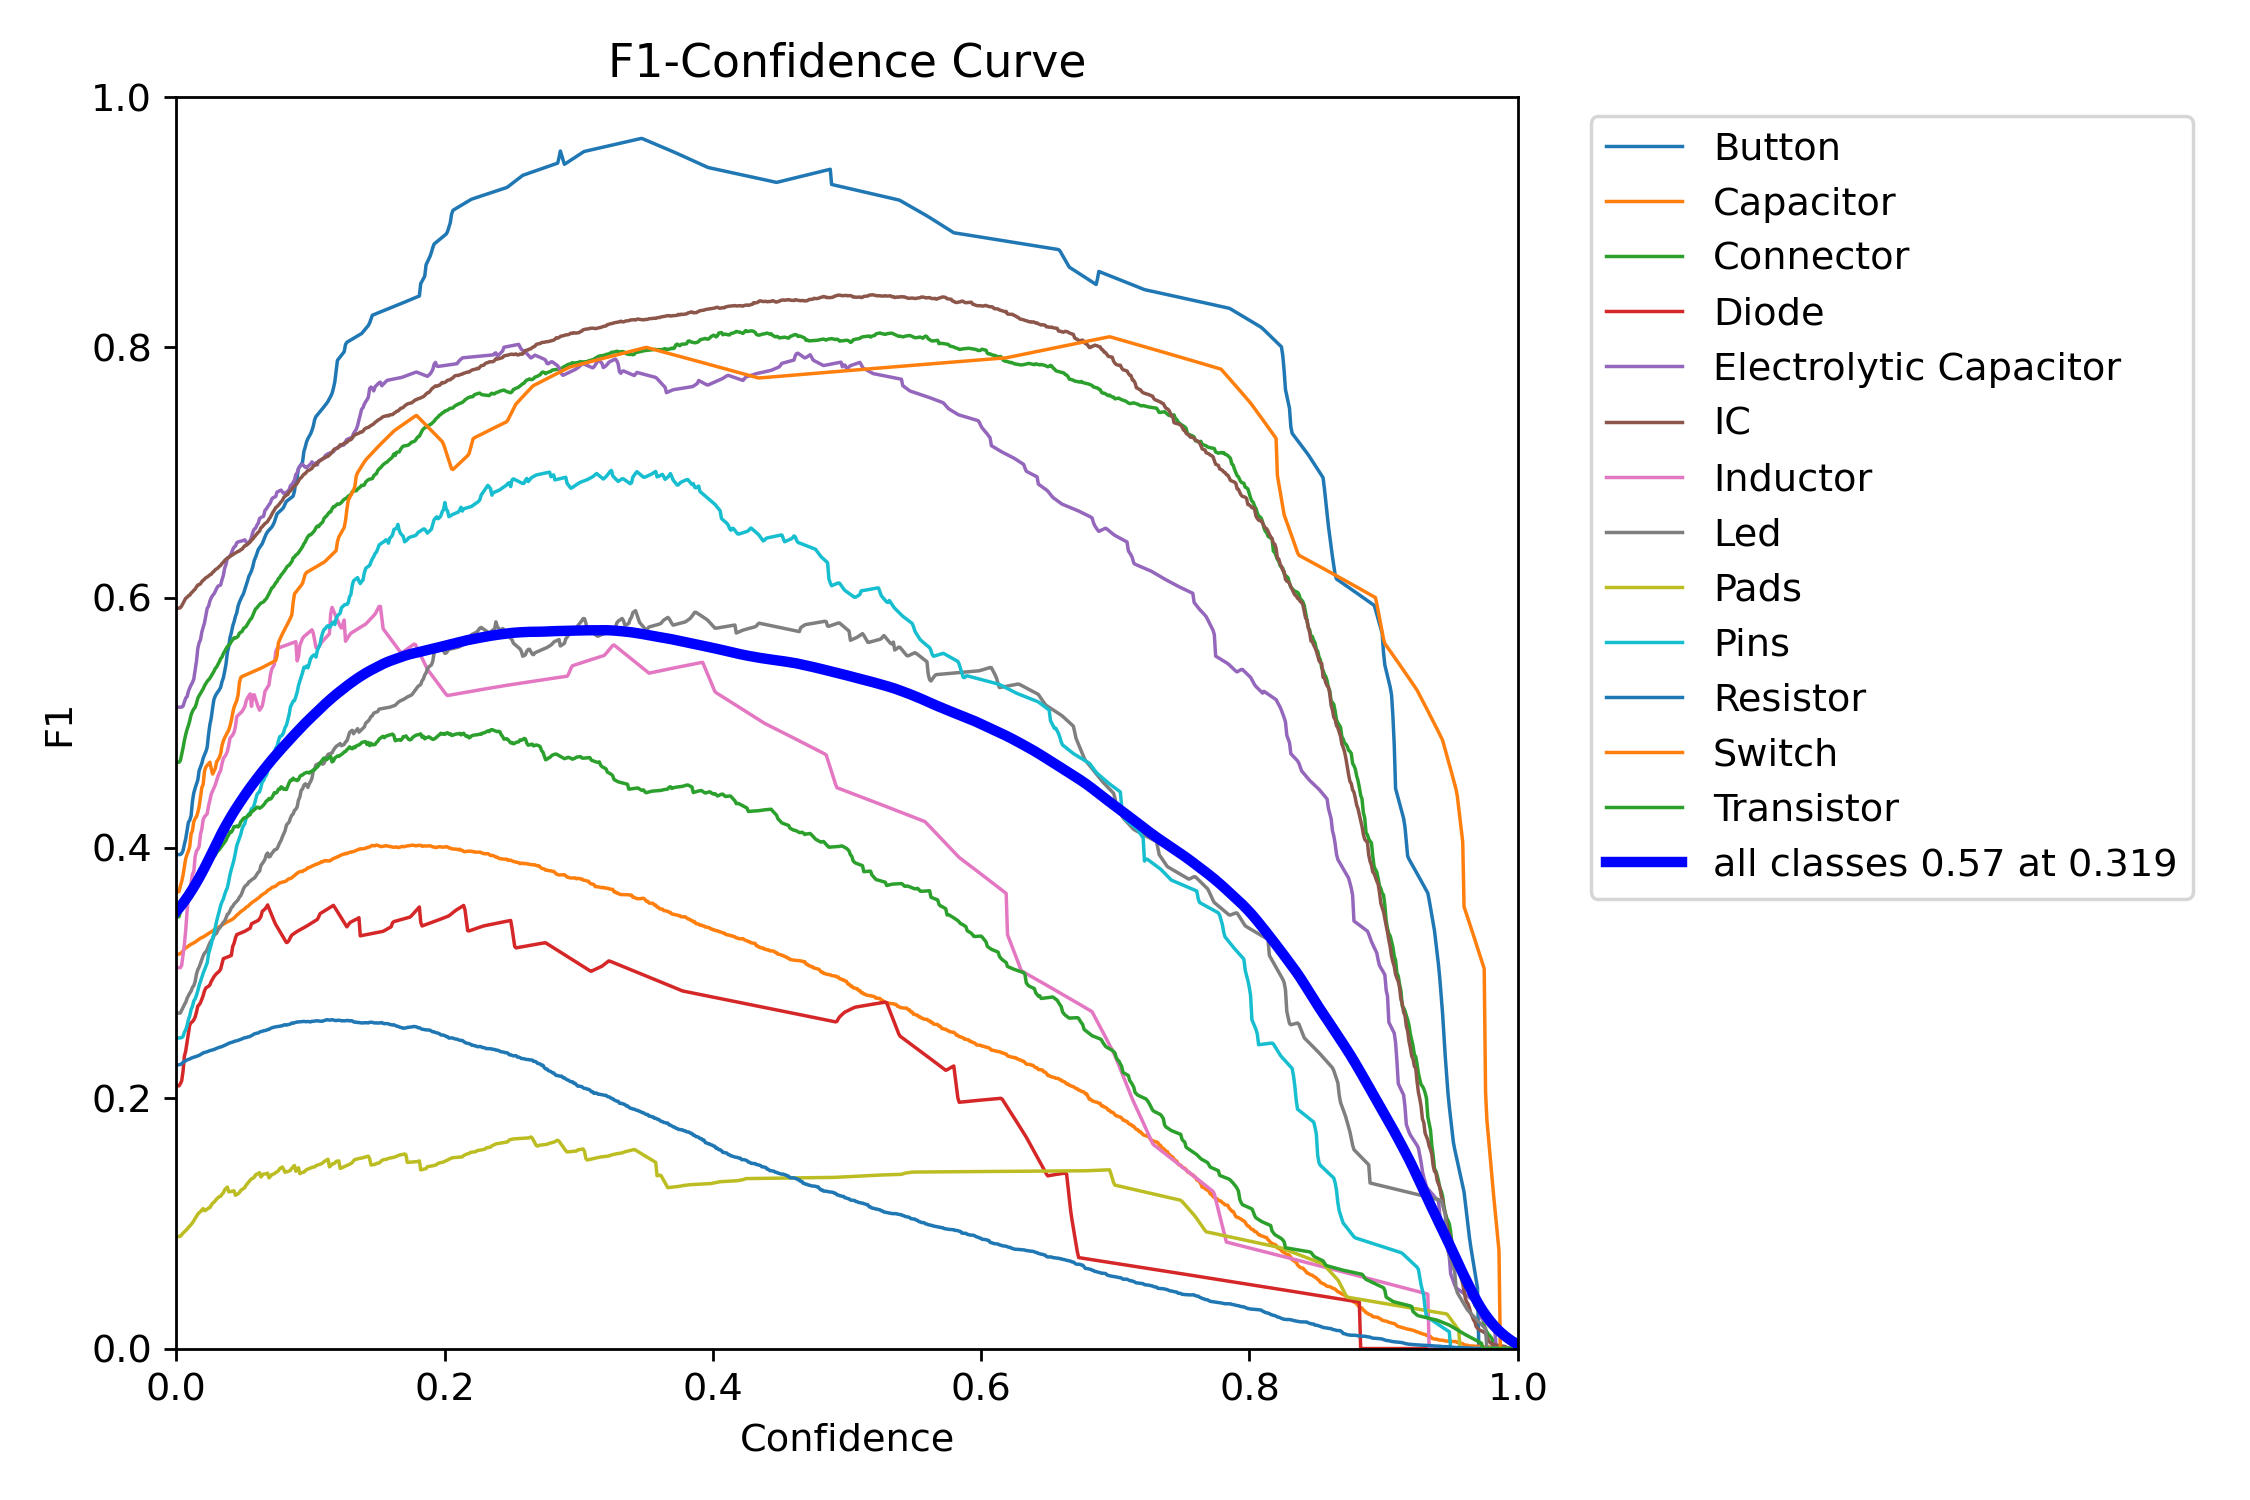 F1-Confidence Curve
1.0
0.8
0.6
0.4
0.2
0.0
F1
0.0 0.2 0.4 0.6 0.8 1.0
Confidence
Button
Capacitor
Connector
Diode
Electrolytic Capacitor
IC
Inductor
Led
Pads
Pins
Resistor
Switch
Transistor
all classes 0.57 at 0.319